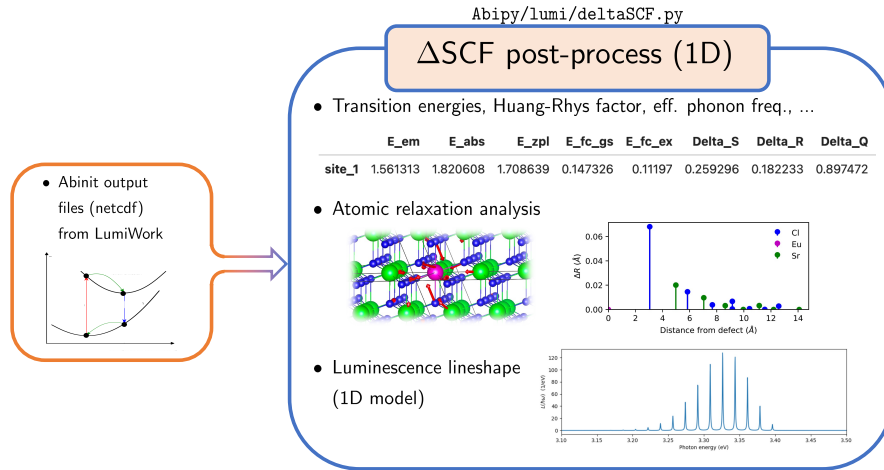 Abipy/lumi/deltaSCF.py
ΔSCF post-process (1D)
• Transition energies, Huang-Rhys factor, eff. phonon freq., ...
E_em E_abs E_zpl E_fc_gs E_fc_ex Delta_S Delta_R Delta_Q
site_1 1.561313 1.820608 1.708639 0.147326 0.11197 0.259296 0.182233 0.897472
• Abinit output
files (netcdf)
from LumiWork
• Atomic relaxation analysis
Cl
Eu
Sr
ΔR (Å)
0.06
0.04
0.02
0.00
0 2 4 6 8 10 12 14
Distance from defect (Å)
• Luminescence lineshape
(1D model)
L(ħω) (1/eV)
120
100
80
60
40
20
0
3.10 3.15 3.20 3.25 3.30 3.35 3.40 3.45 3.50
Photon energy (eV)